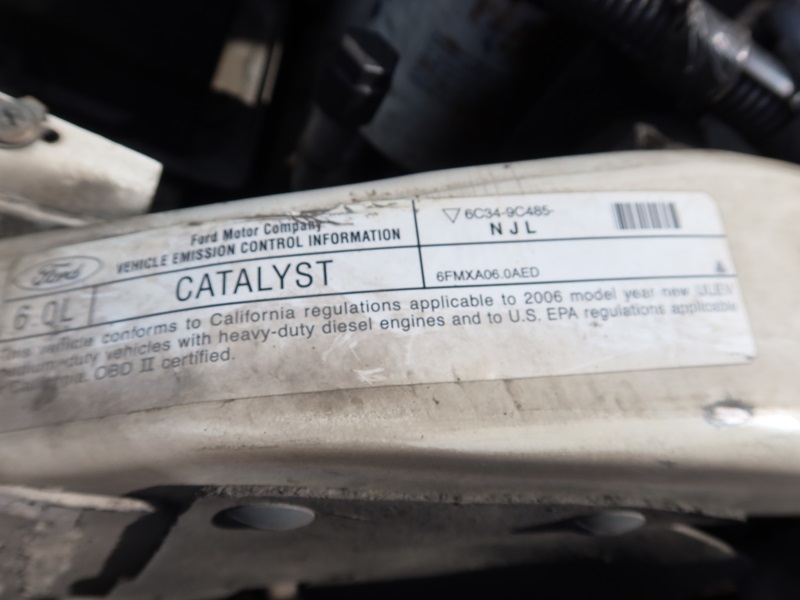 Ford Motor Company
VEHICLE EMISSION CONTROL INFORMATION
Ford
6.0L
CATALYST
6C34-9C485-
NJL
6FMXA06.0AED
This vehicle conforms to California regulations applicable to 2006 model year new ULEV
medium-duty vehicles with heavy-duty diesel engines and to U.S. EPA regulations applicable
California. OBD II certified.